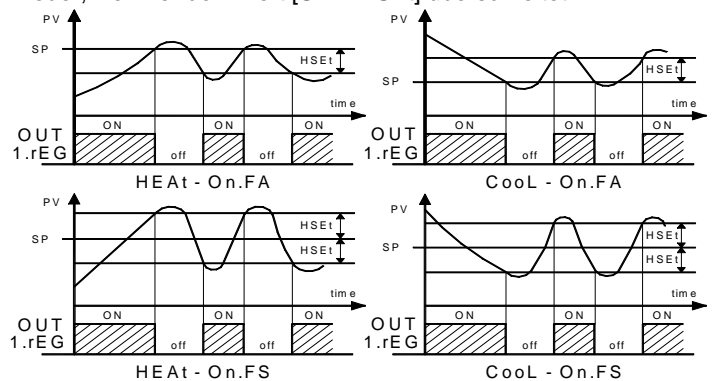 PV
SP
HSEt
time
ON
ON
ON
OUT
1.rEG
off
off
HEAt - On.FA
PV
SP
HSEt
time
ON
ON
ON
OUT
1.rEG
off
off
CooL - On.FA
PV
SP
HSEt
HSEt
time
ON
ON
ON
OUT
1.rEG
off
off
HEAt - On.FS
PV
SP
HSEt
HSEt
time
ON
ON
ON
OUT
1.rEG
off
off
CooL - On.FS